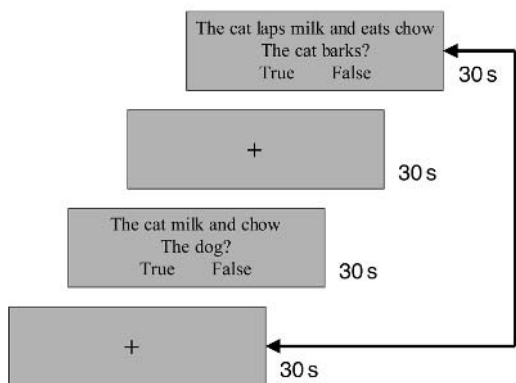 The cat laps milk and eats chow
The cat barks?
True False
30 s
+
30 s
The cat milk and chow
The dog?
True False
30 s
+
30 s